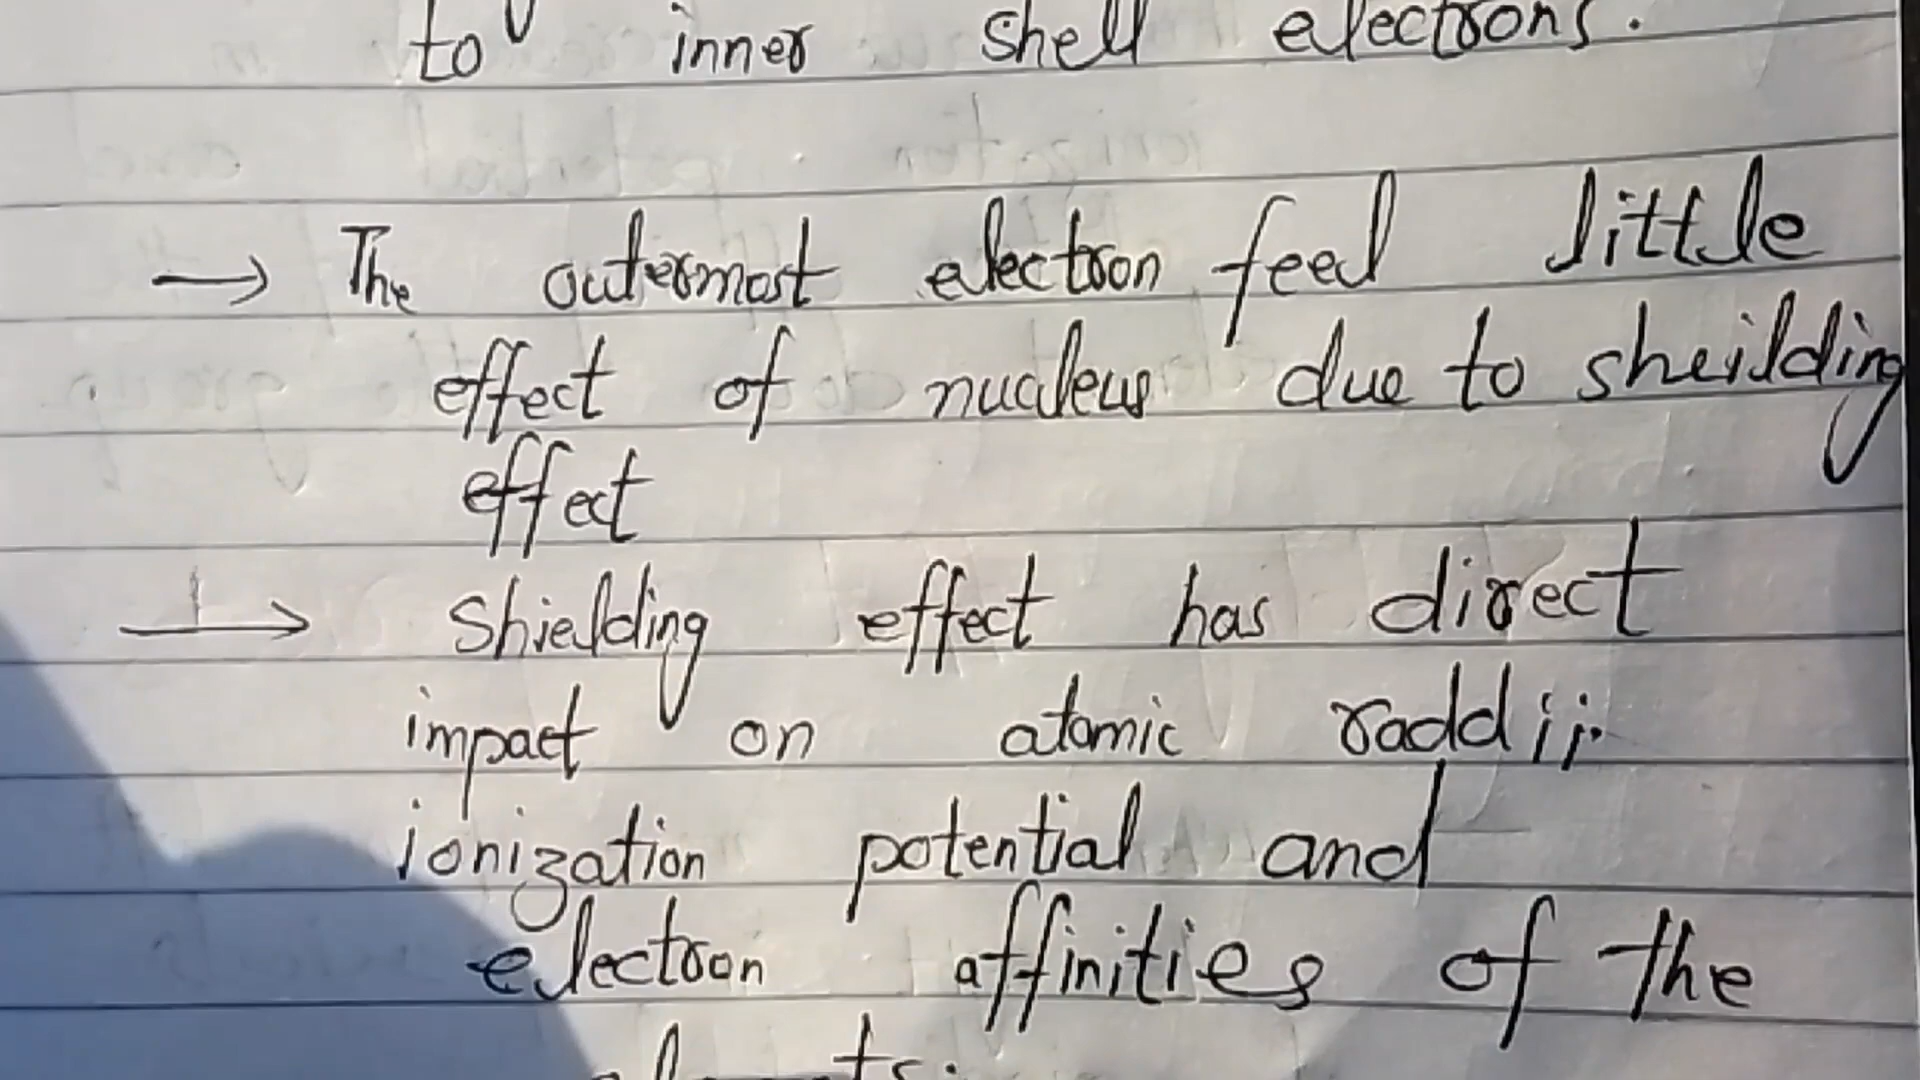 to inner shell electrons.
→ The outermost electron feel little
effect of nucleus due to sheilding
effect
→ Shielding effect has direct
impact on atomic raddii
ionization potential and
electron affinities of the